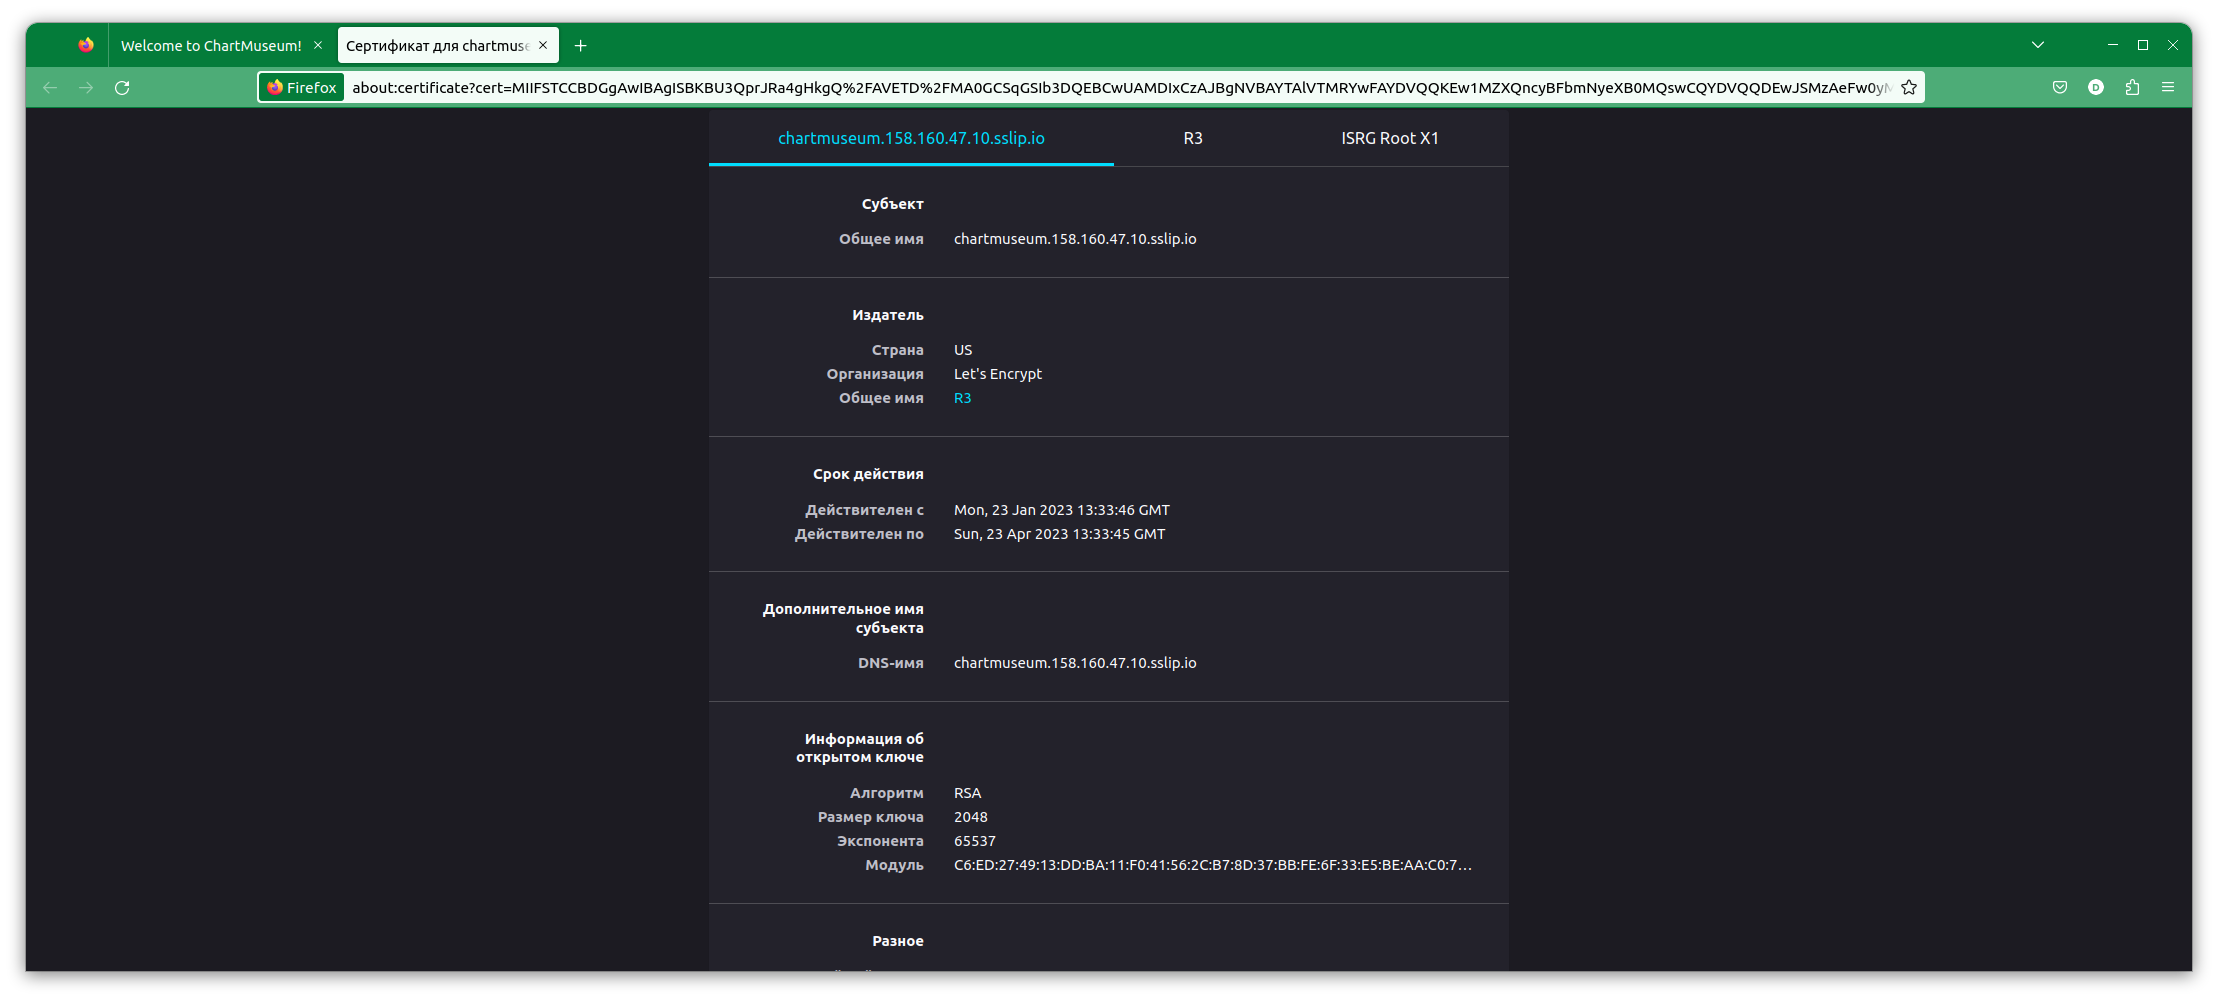 Welcome to ChartMuseum!
Сертификат для chartmuse
Firefox
about:certificate?cert=MIIFSTCCBDGgAwIBAgISBKBU3QprJRa4gHkgQ%2FAVETD%2FMA0GCSqGSIb3DQEBCwUAMDIxCzAJBgNVBAYTAlVTMRYwFAYDVQQKEw1MZXQncyBFbmNyeXB0MQswCQYDVQQDEwJSMzAeFw0yM
D
chartmuseum.158.160.47.10.sslip.io
R3
ISRG Root X1
Субъект
Общее имя chartmuseum.158.160.47.10.sslip.io
Издатель
Страна US
Организация Let's Encrypt
Общее имя R3
Срок действия
Действителен с Mon, 23 Jan 2023 13:33:46 GMT
Действителен по Sun, 23 Apr 2023 13:33:45 GMT
Дополнительное имя
субъекта
DNS-имя chartmuseum.158.160.47.10.sslip.io
Информация об
открытом ключе
Алгоритм RSA
Размер ключа 2048
Экспонента 65537
Модуль C6:ED:27:49:13:DD:BA:11:F0:41:56:2C:B7:8D:37:BB:FE:6F:33:E5:BE:AA:C0:7…
Разное